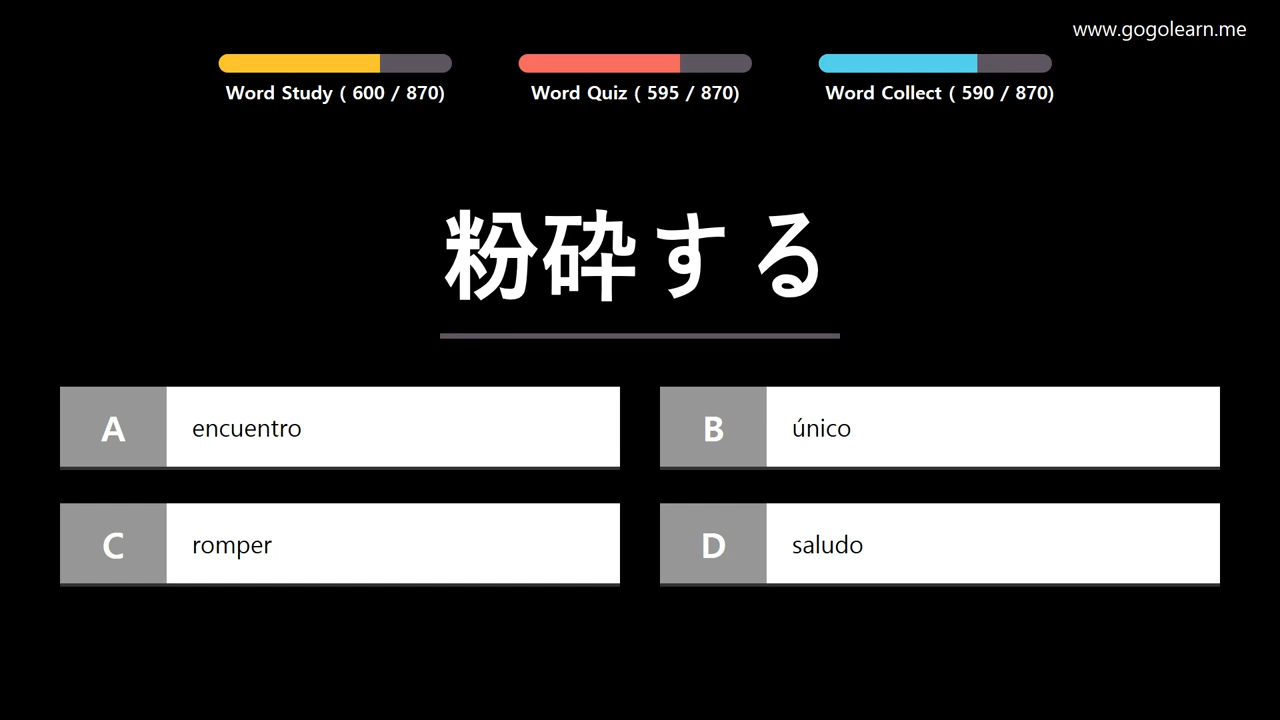 www.gogolearn.me
Word Study ( 600 / 870)
Word Quiz ( 595 / 870)
Word Collect ( 590 / 870)
粉砕する
A encuentro
B único
C romper
D saludo